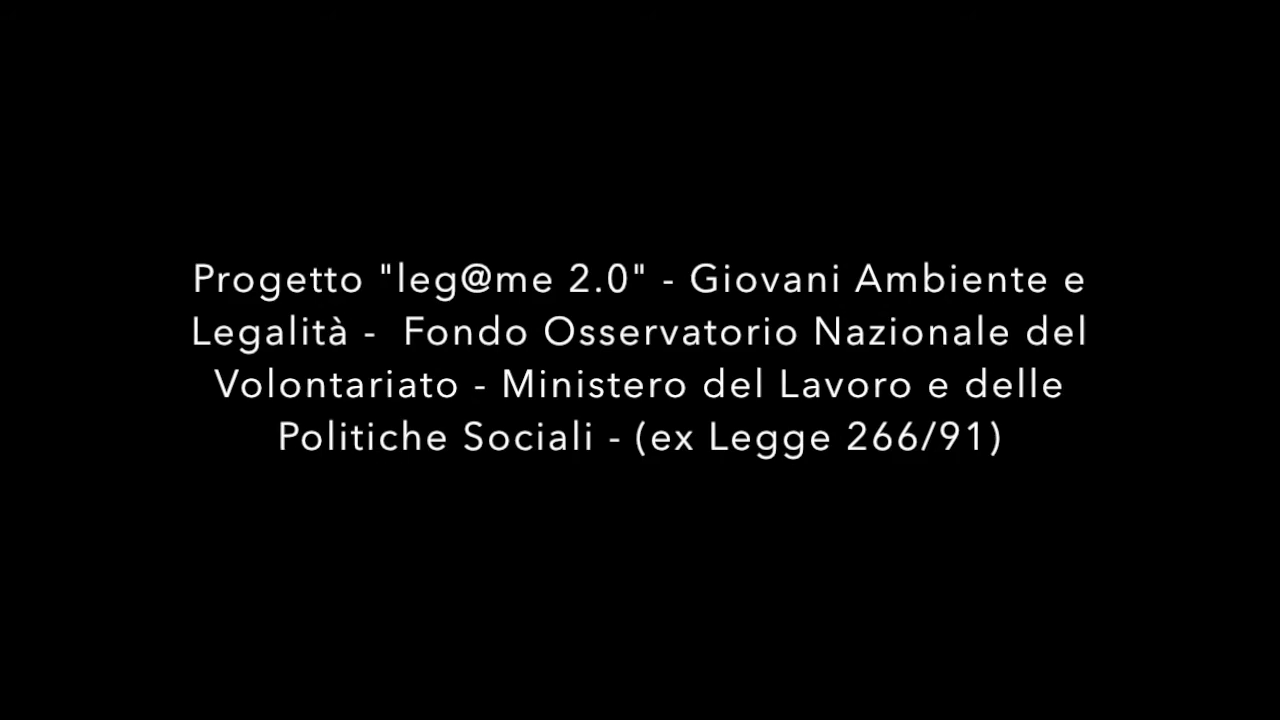 Progetto "leg@me 2.0" - Giovani Ambiente e
Legalità -  Fondo Osservatorio Nazionale del
Volontariato - Ministero del Lavoro e delle
Politiche Sociali - (ex Legge 266/91)